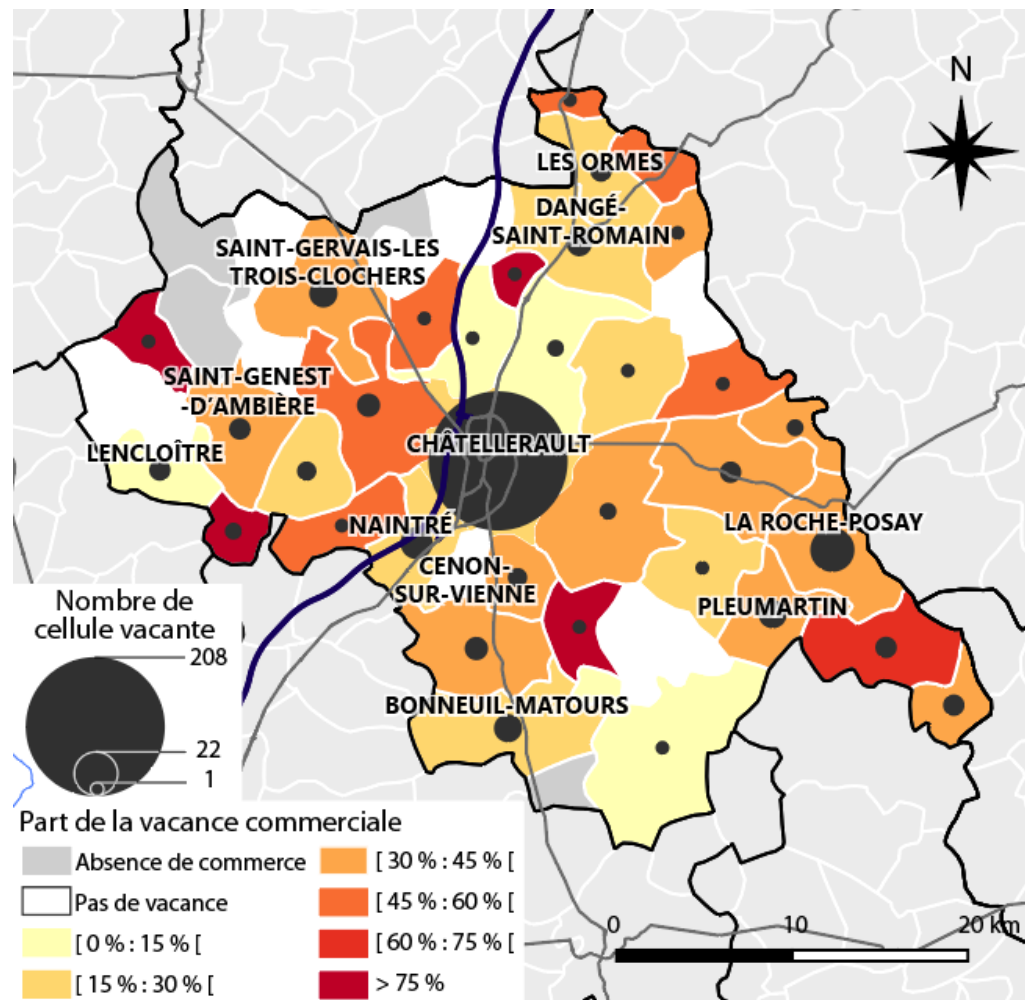 N
LES ORMES
DANGÉ-
SAINT-ROMAIN
SAINT-GERVAIS-LES
TROIS-CLOCHERS
SAINT-GENEST
-D'AMBIÈRE
LENCLOÎTRE
CHÂTELLERAULT
NAINTRÉ
LA ROCHE-POSAY
CENON-
SUR-VIENNE
PLEUMARTIN
BONNEUIL-MATOURS
Nombre de
cellule vacante
208
22
1
Part de la vacance commerciale
Absence de commerce
Pas de vacance
[ 0 % : 15 % [
[ 15 % : 30 % [
[ 30 % : 45 % [
[ 45 % : 60 % [
[ 60 % : 75 % [
> 75 %
0 10 20 km